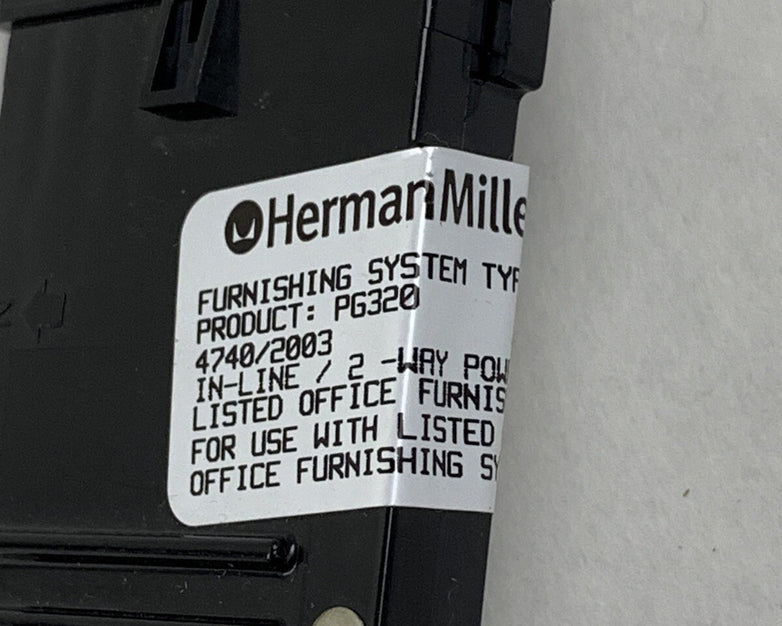 HermanMille
FURNISHING SYSTEM TYP
PRODUCT: PG320
4740/2003
IN-LINE / 2 -WAY POW
LISTED OFFICE FURNIS
FOR USE WITH LISTED
OFFICE FURNISHING SY